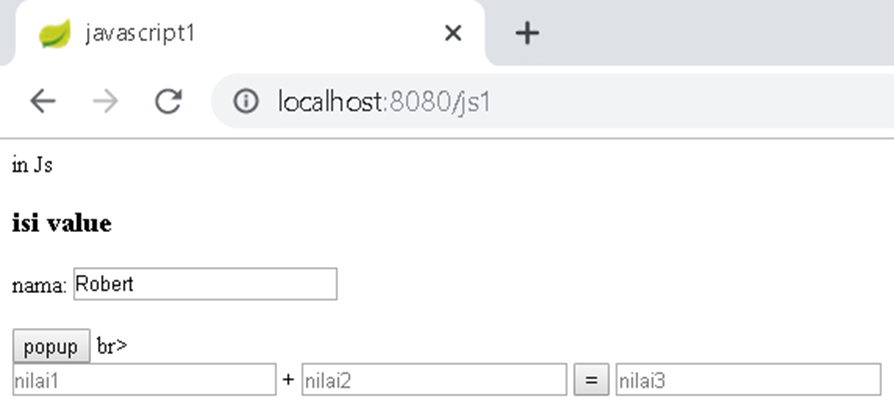 javascript1
localhost:8080/js1
in Js
isi value
nama: Robert
popup br>
nilai1 + nilai2 = nilai3